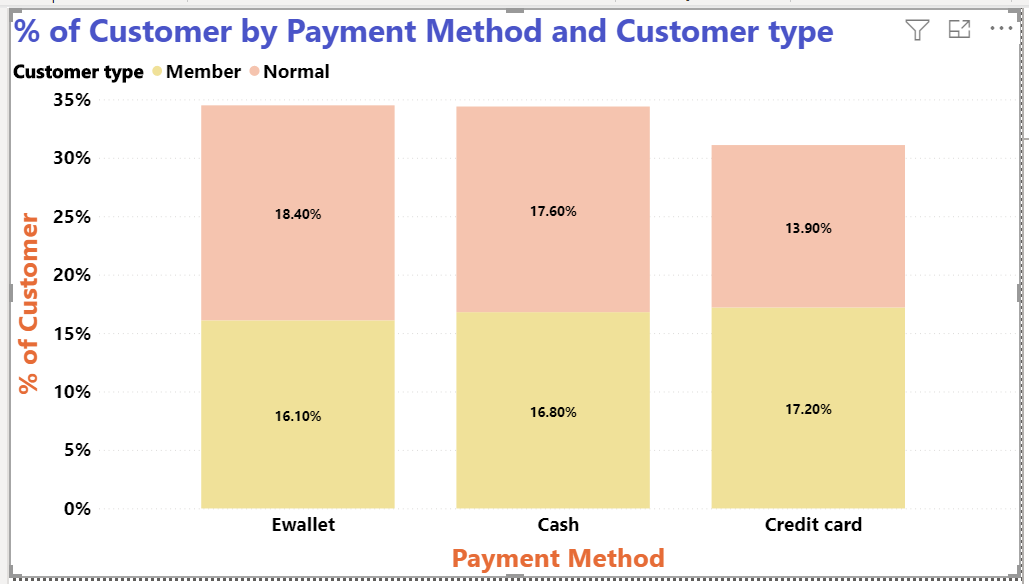 % of Customer by Payment Method and Customer type
Customer type Member Normal
35%
30%
25%
20%
15%
10%
5%
0%
% of Customer
18.40%
17.60%
13.90%
16.10%
16.80%
17.20%
Ewallet Cash Credit card
Payment Method